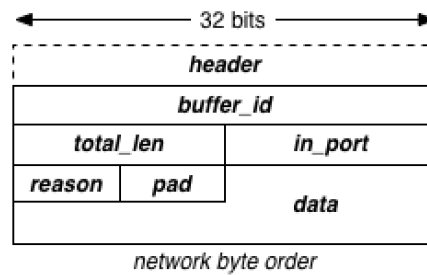 32 bits
header
buffer_id
total_len in_port
reason pad
data
network byte order